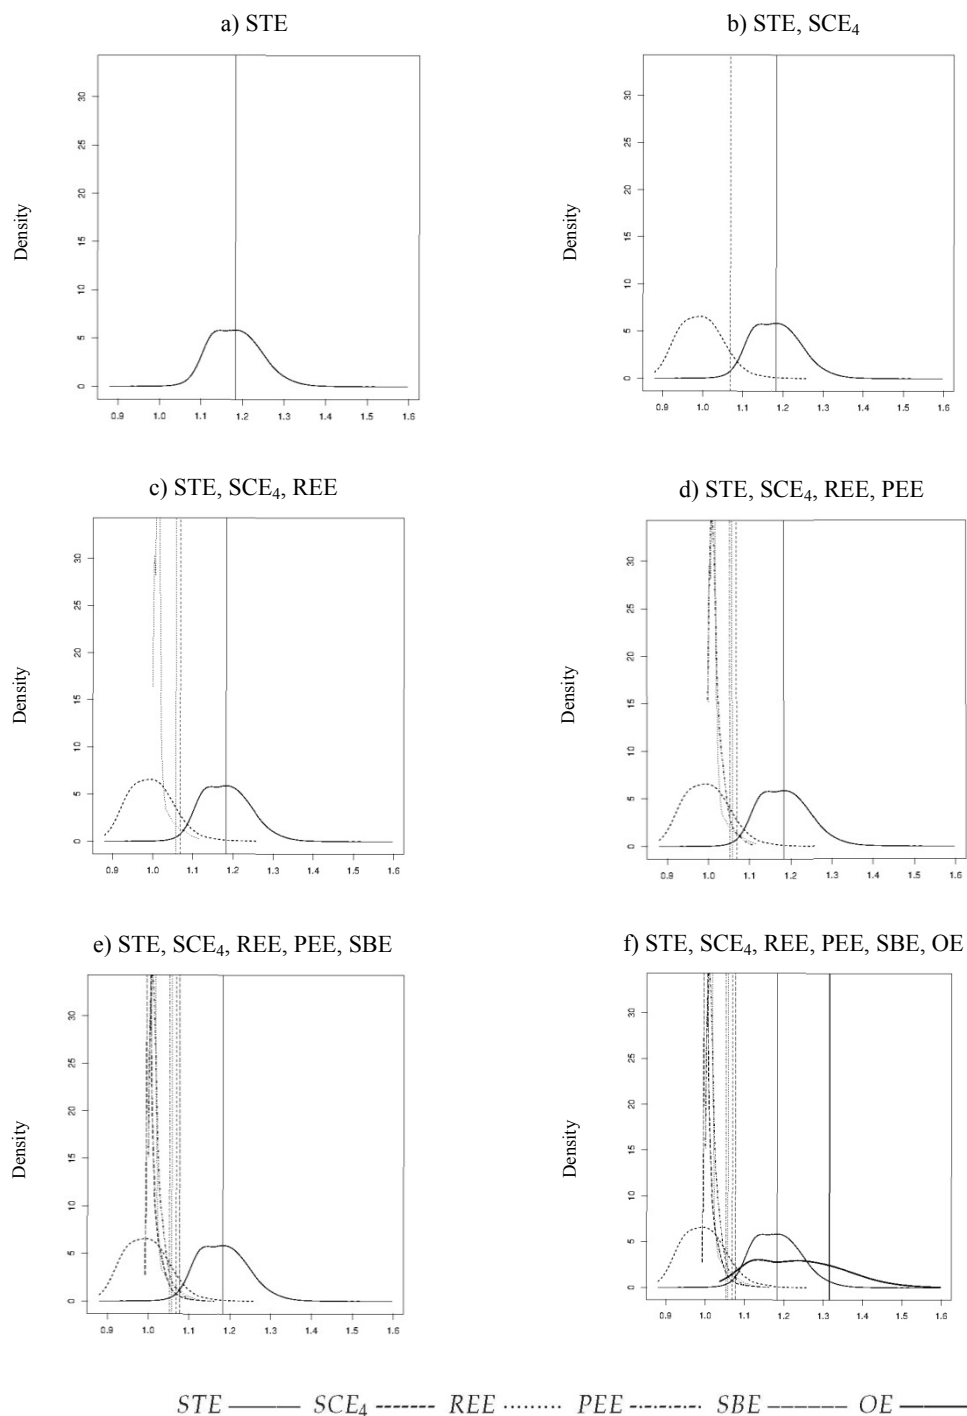 a) STE
b) STE, SCE₄
Density
30
25
20
15
10
5
0
0.9 1.0 1.1 1.2 1.3 1.4 1.5 1.6
Density
30
25
20
15
10
5
0
0.9 1.0 1.1 1.2 1.3 1.4 1.5 1.6
c) STE, SCE₄, REE
d) STE, SCE₄, REE, PEE
Density
30
25
20
15
10
5
0
0.9 1.0 1.1 1.2 1.3 1.4 1.5 1.6
Density
30
25
20
15
10
5
0
0.9 1.0 1.1 1.2 1.3 1.4 1.5 1.6
e) STE, SCE₄, REE, PEE, SBE
f) STE, SCE₄, REE, PEE, SBE, OE
Density
30
25
20
15
10
5
0
0.9 1.0 1.1 1.2 1.3 1.4 1.5 1.6
Density
30
25
20
15
10
5
0
0.9 1.0 1.1 1.2 1.3 1.4 1.5 1.6
STE SCE₄ REE PEE SBE OE